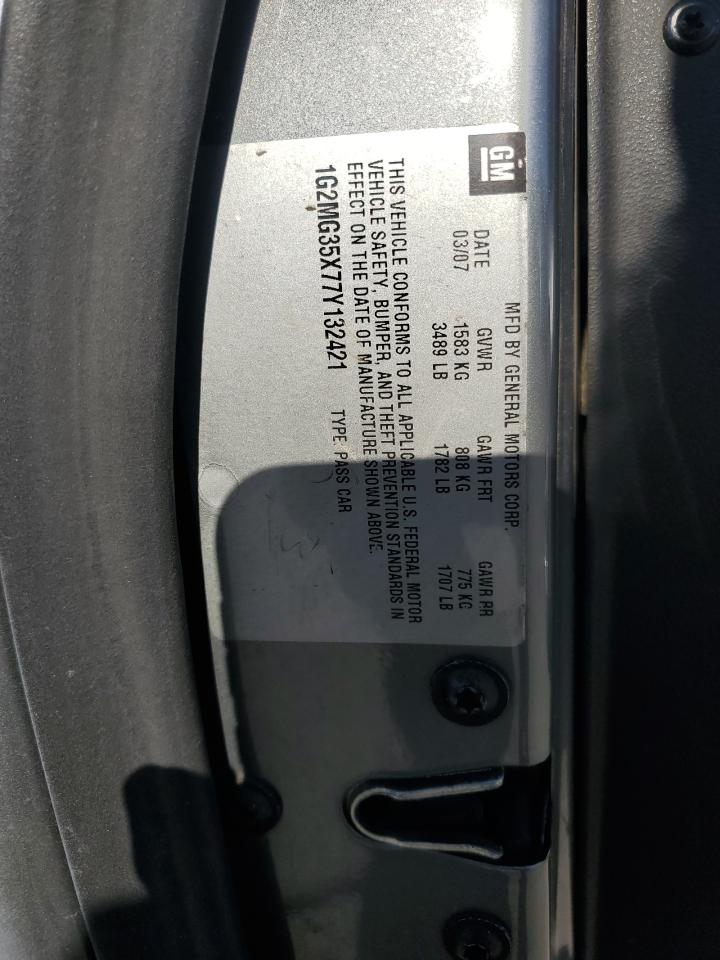 GM
MFD BY GENERAL MOTORS CORP.
DATE GVWR GAWR FRT GAWR RR
03/07 1583 KG 808 KG 775 KG
3489 LB 1782 LB 1707 LB
THIS VEHICLE CONFORMS TO ALL APPLICABLE U.S. FEDERAL MOTOR
VEHICLE SAFETY, BUMPER, AND THEFT PREVENTION STANDARDS IN
EFFECT ON THE DATE OF MANUFACTURE SHOWN ABOVE.
1G2MG35X77Y132421 TYPE: PASS CAR